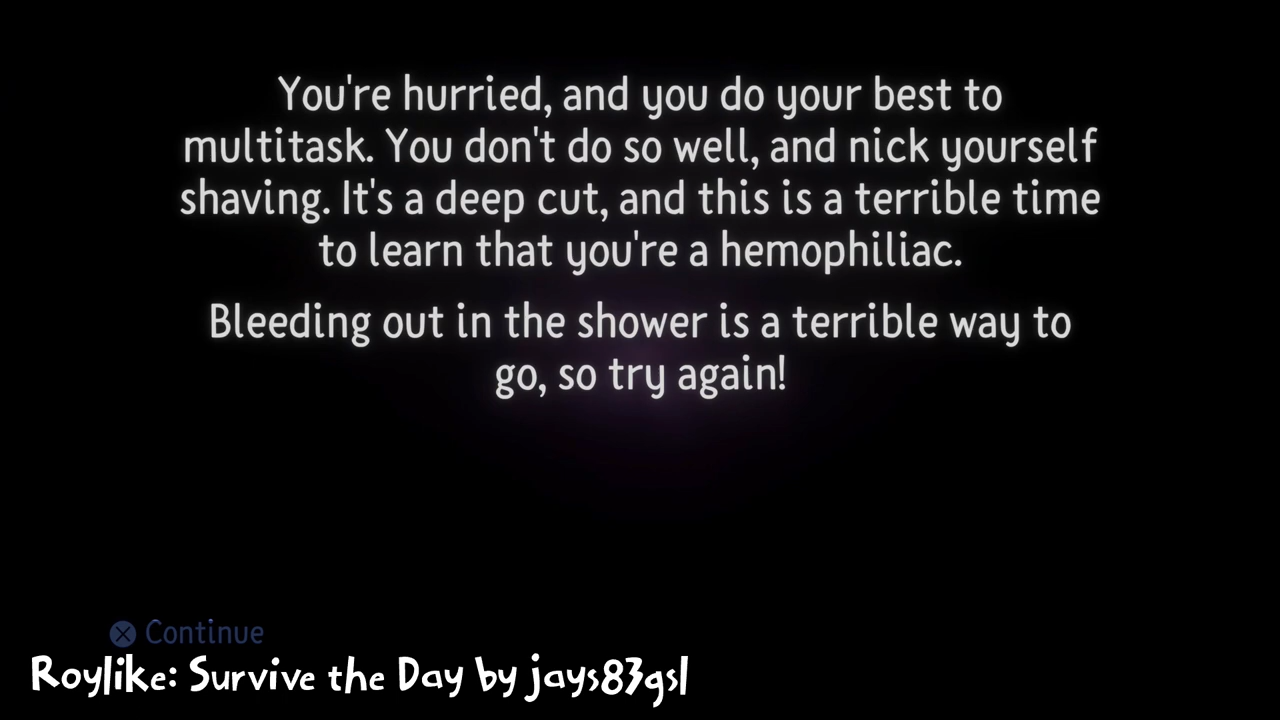 You're hurried, and you do your best to
multitask. You don't do so well, and nick yourself
shaving. It's a deep cut, and this is a terrible time
to learn that you're a hemophiliac.
Bleeding out in the shower is a terrible way to
go, so try again!
Continue
Roylike: Survive the Day by jays83gsl